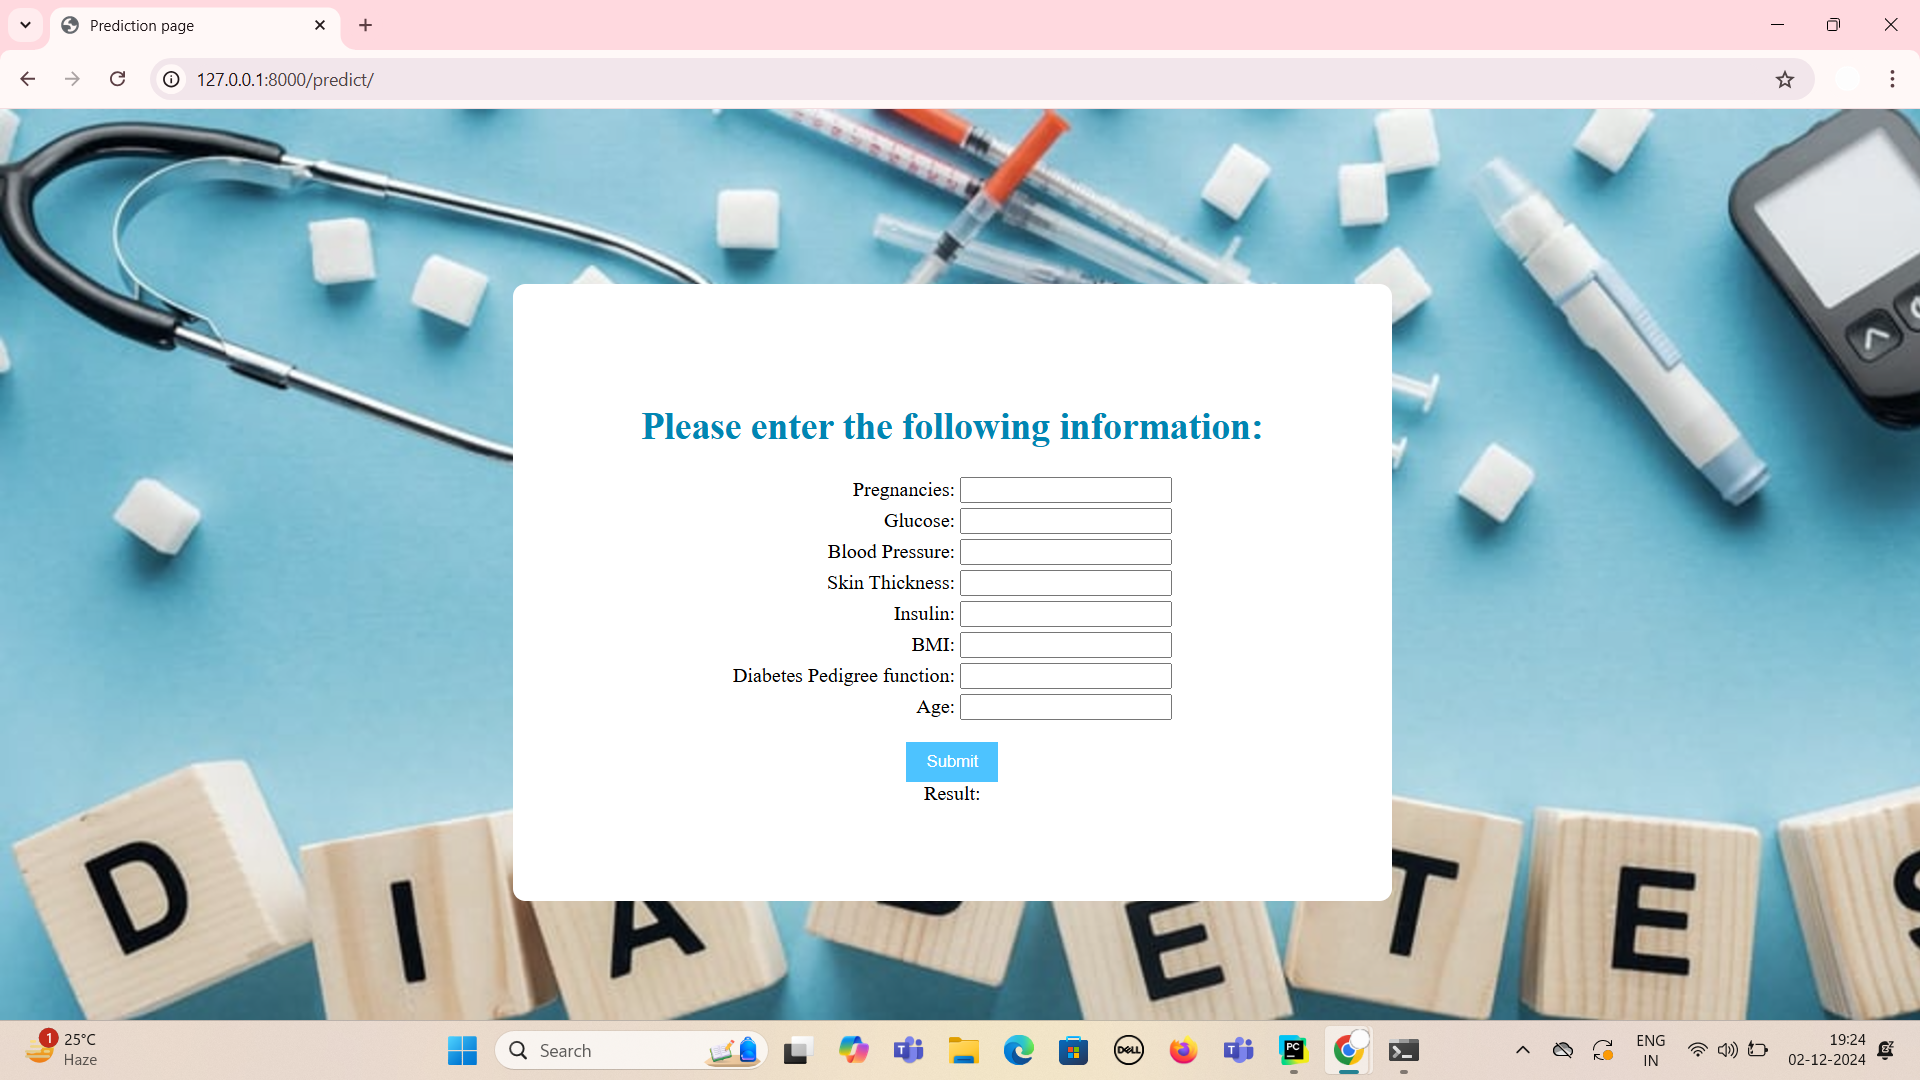 Prediction page
127.0.0.1:8000/predict/
Please enter the following information:
Pregnancies:
Glucose:
Blood Pressure:
Skin Thickness:
Insulin:
BMI:
Diabetes Pedigree function:
Age:
Submit
Result:
D I A E T E S
1
25°C
Haze
Search
DELL
PC
ENG
IN
19:24
02-12-2024